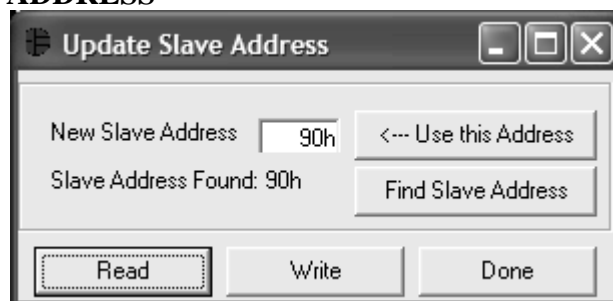 ADDRESS
Update Slave Address
New Slave Address 90h <--- Use this Address
Slave Address Found: 90h Find Slave Address
Read Write Done